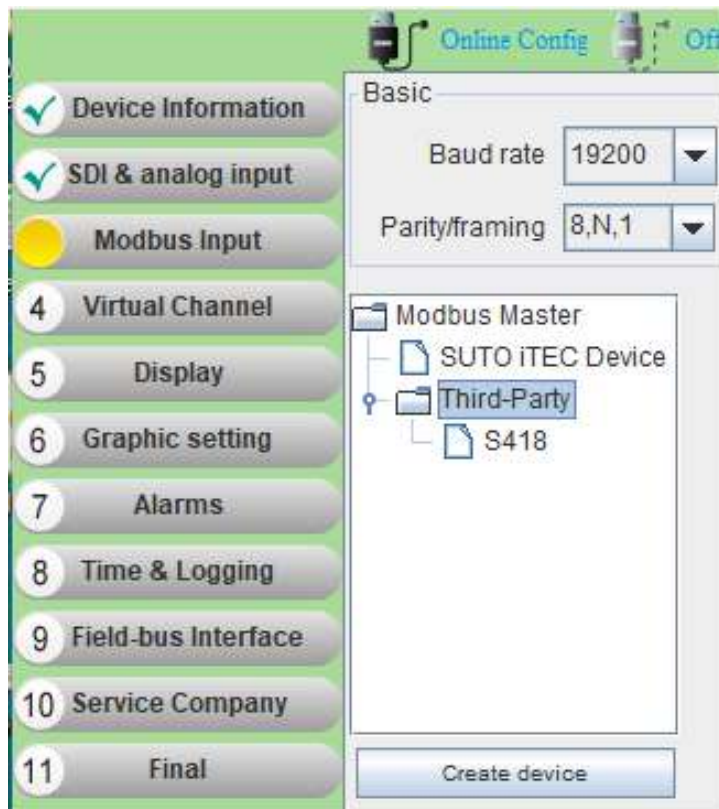 Online Config
Off
Device Information
SDI & analog input
Modbus Input
4 Virtual Channel
5 Display
6 Graphic setting
7 Alarms
8 Time & Logging
9 Field-bus Interface
10 Service Company
11 Final
Basic
Baud rate 19200
Parity/framing 8,N,1
Modbus Master
SUTO iTEC Device
Third-Party
S418
Create device